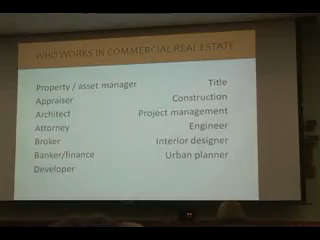 WHO WORKS IN COMMERCIAL REAL ESTATE
Property / asset manager
Appraiser
Architect
Attorney
Broker
Banker/finance
Developer
Title
Construction
Project management
Engineer
Interior designer
Urban planner